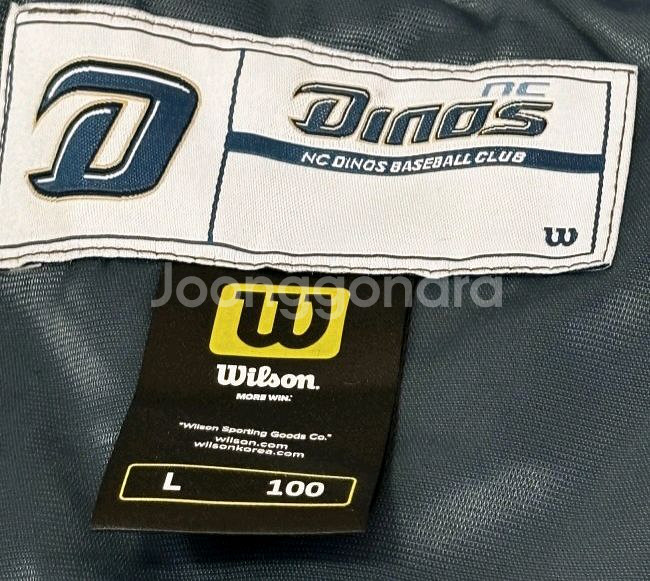 D
NC
DINOS
NC DINOS BASEBALL CLUB
W
Joonggonara
W
Wilson.
MORE WIN.
"Wilson Sporting Goods Co."
wilson.com
wilsonkorea.com
L 100